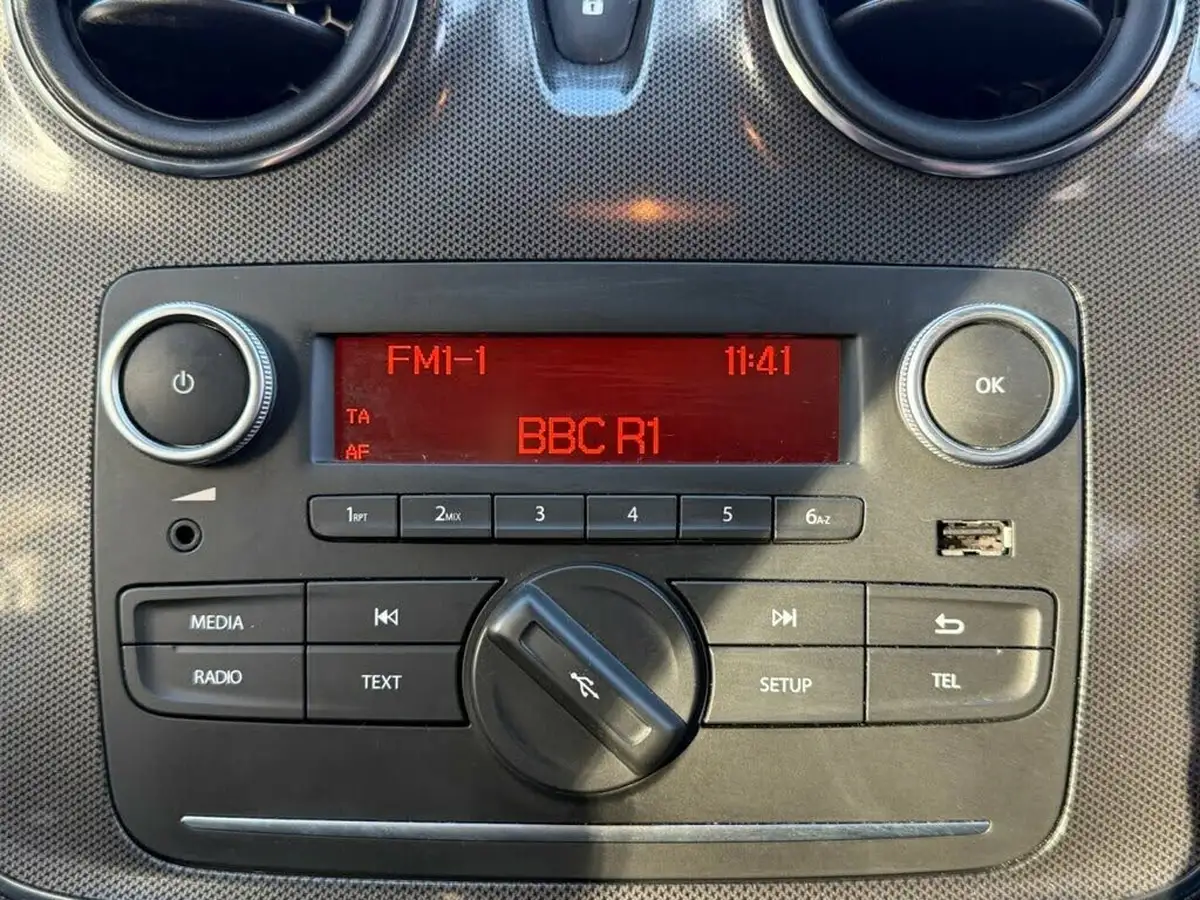 FM1-1 11:41
TA
BBC R1
AF
OK
1RPT 2MIX 3 4 5 6A-Z
MEDIA
RADIO TEXT SETUP TEL